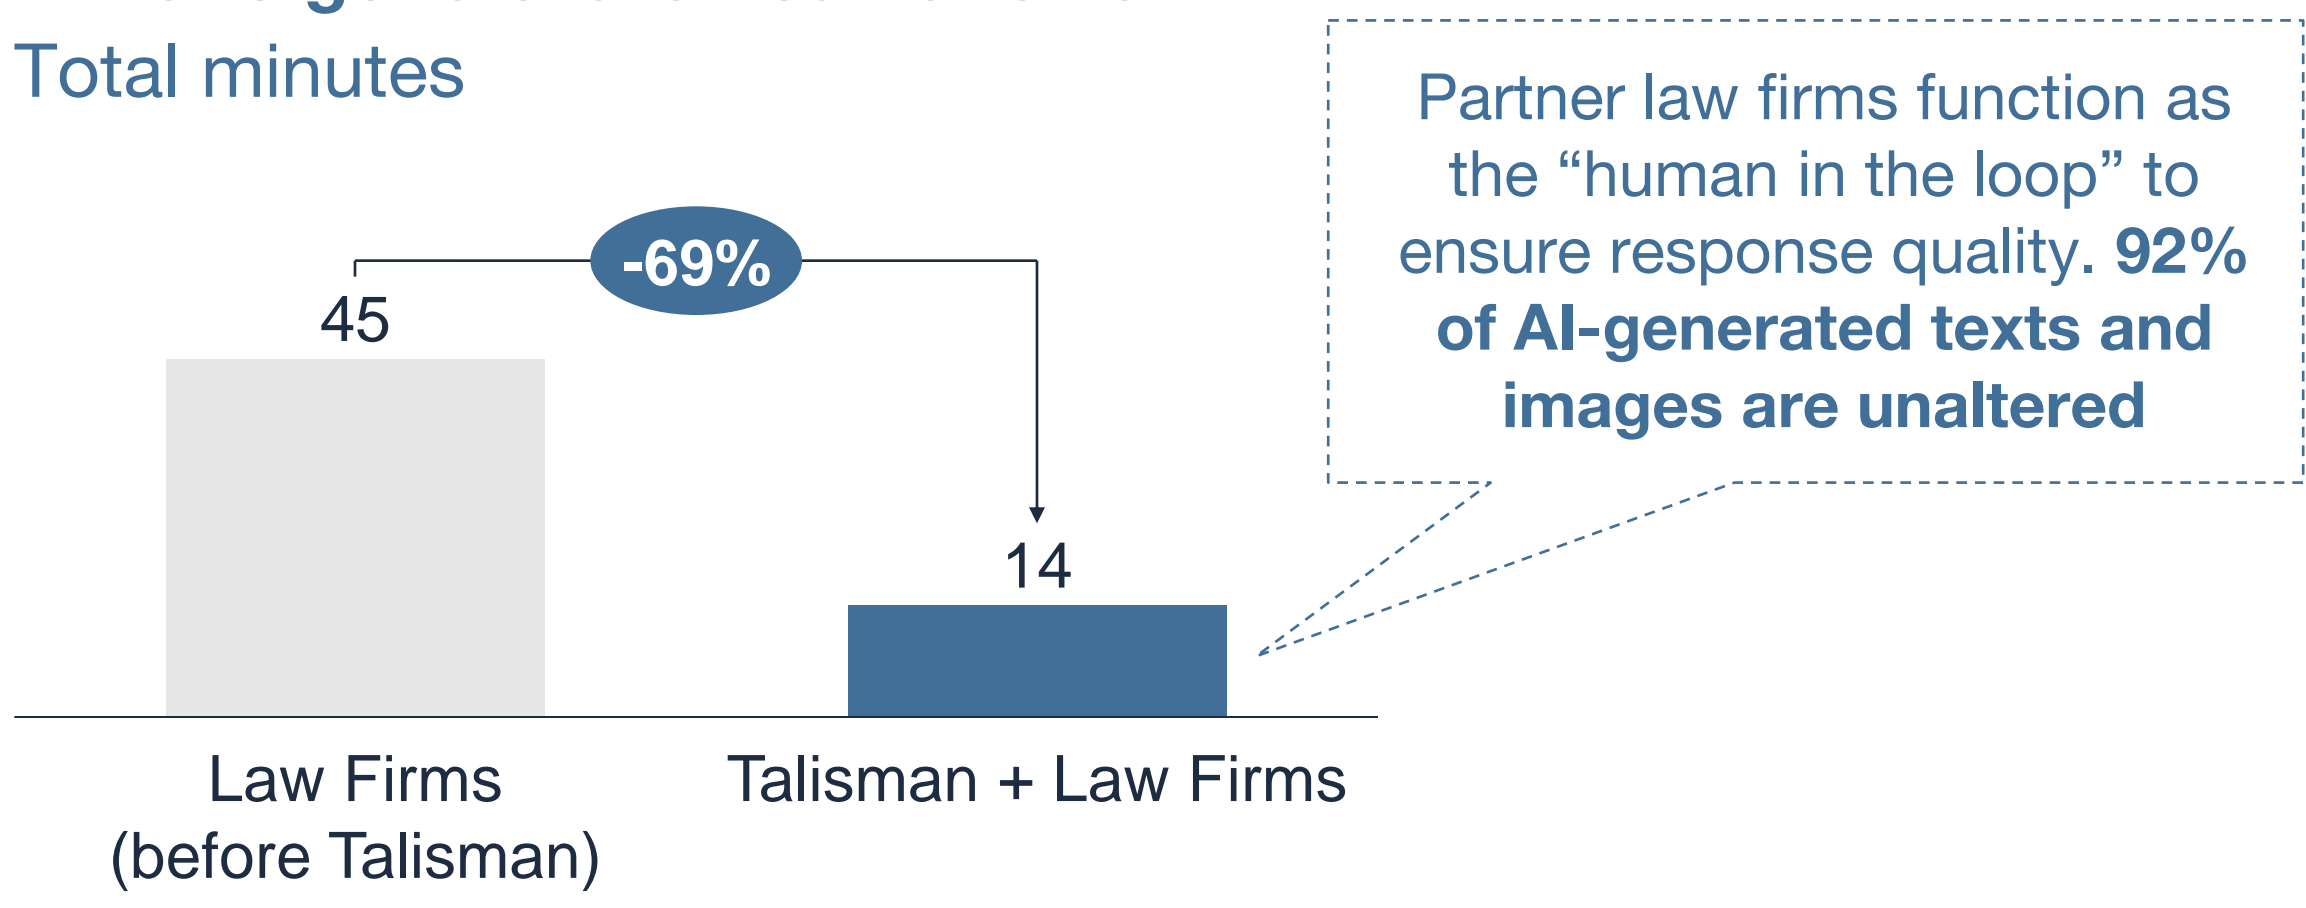 Total minutes
Partner law firms function as
the “human in the loop” to
ensure response quality. 92%
of AI-generated texts and
images are unaltered
-69%
45
14
Law Firms
(before Talisman)
Talisman + Law Firms